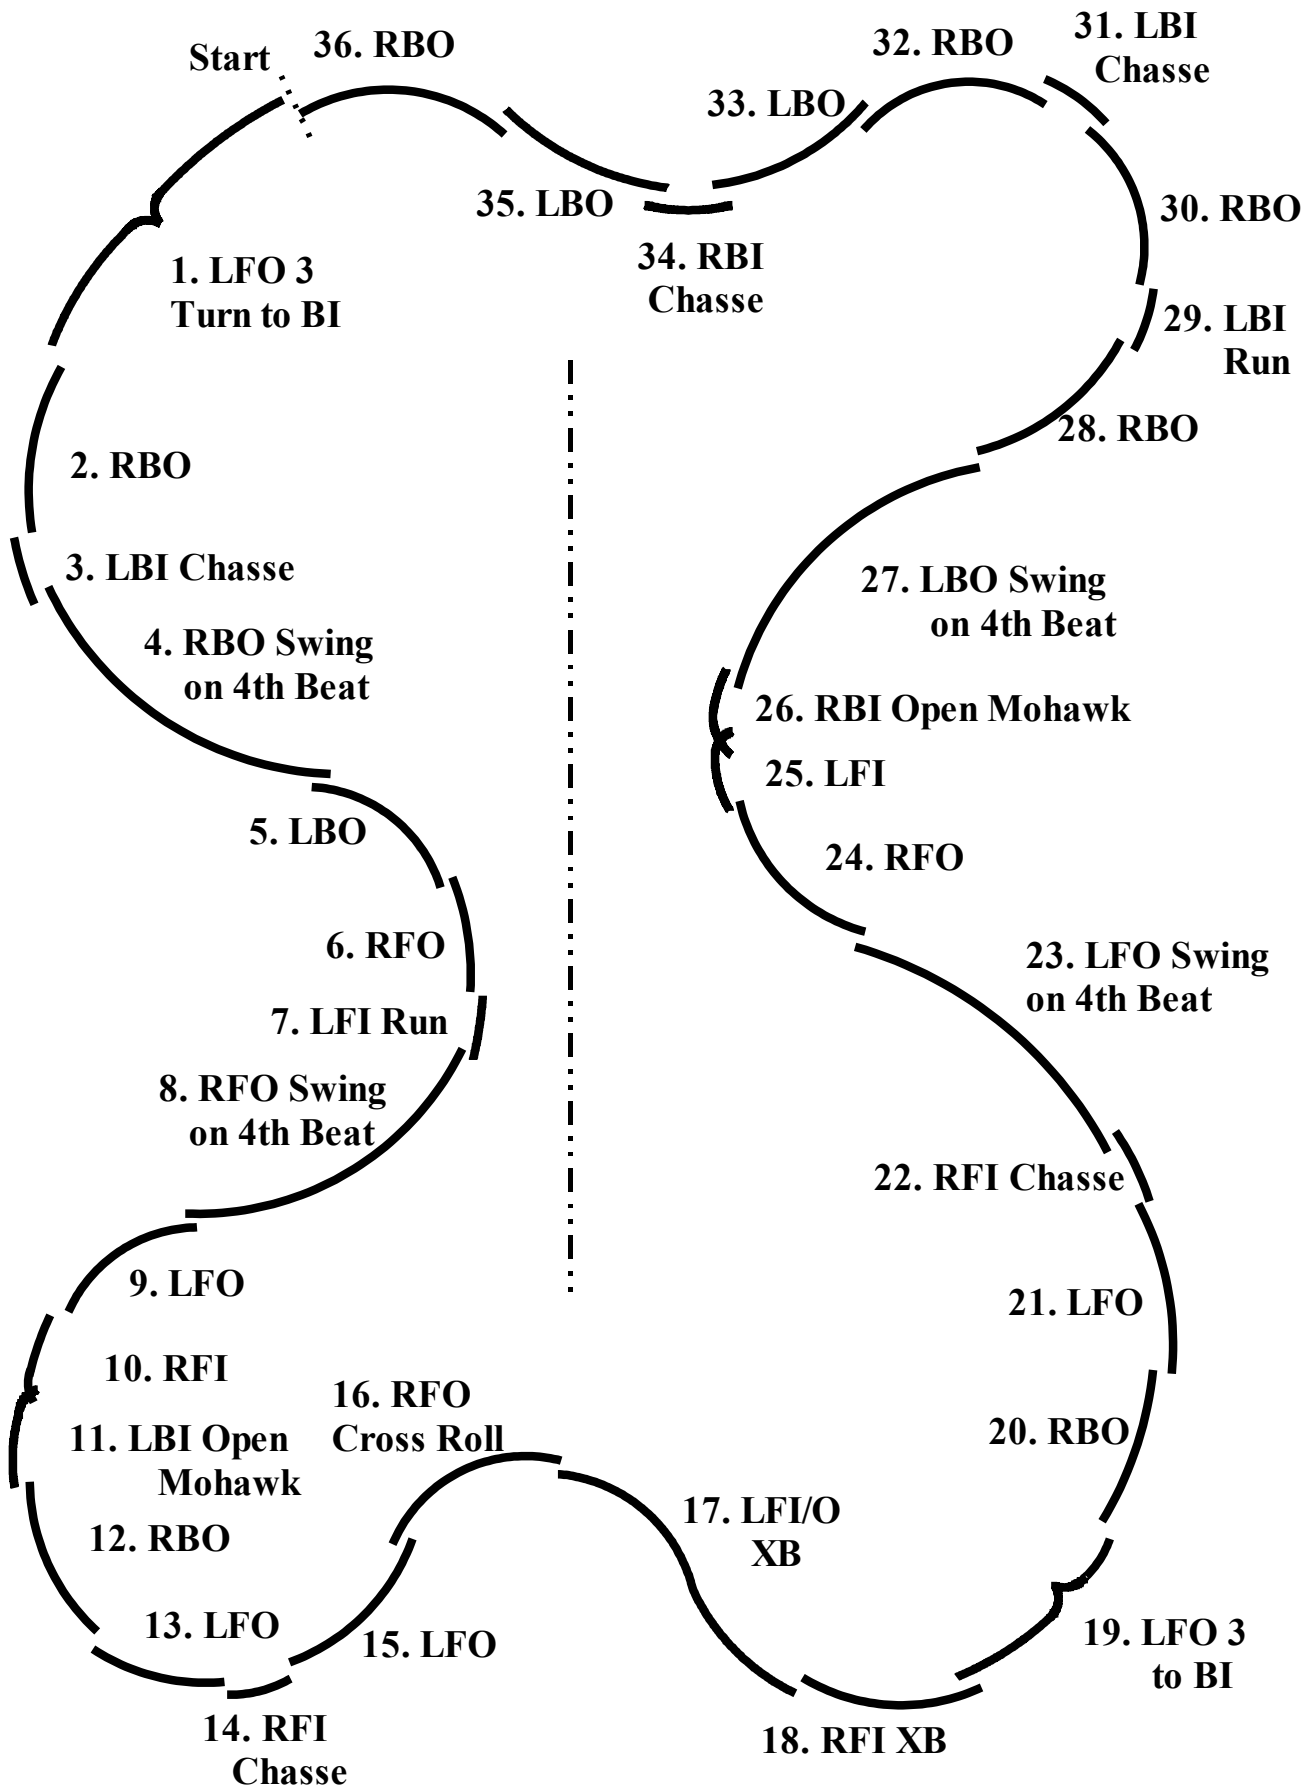 Start
1. LFO 3
Turn to BI
2. RBO
3. LBI Chasse
4. RBO Swing
on 4th Beat
5. LBO
6. RFO
7. LFI Run
8. RFO Swing
on 4th Beat
9. LFO
10. RFI
11. LBI Open
Mohawk
12. RBO
13. LFO
14. RFI
Chasse
15. LFO
16. RFO
Cross Roll
17. LFI/O
XB
18. RFI XB
19. LFO 3
to BI
20. RBO
21. LFO
22. RFI Chasse
23. LFO Swing
on 4th Beat
24. RFO
25. LFI
26. RBI Open Mohawk
27. LBO Swing
on 4th Beat
28. RBO
29. LBI
Run
30. RBO
31. LBI
Chasse
32. RBO
33. LBO
34. RBI
Chasse
35. LBO
36. RBO